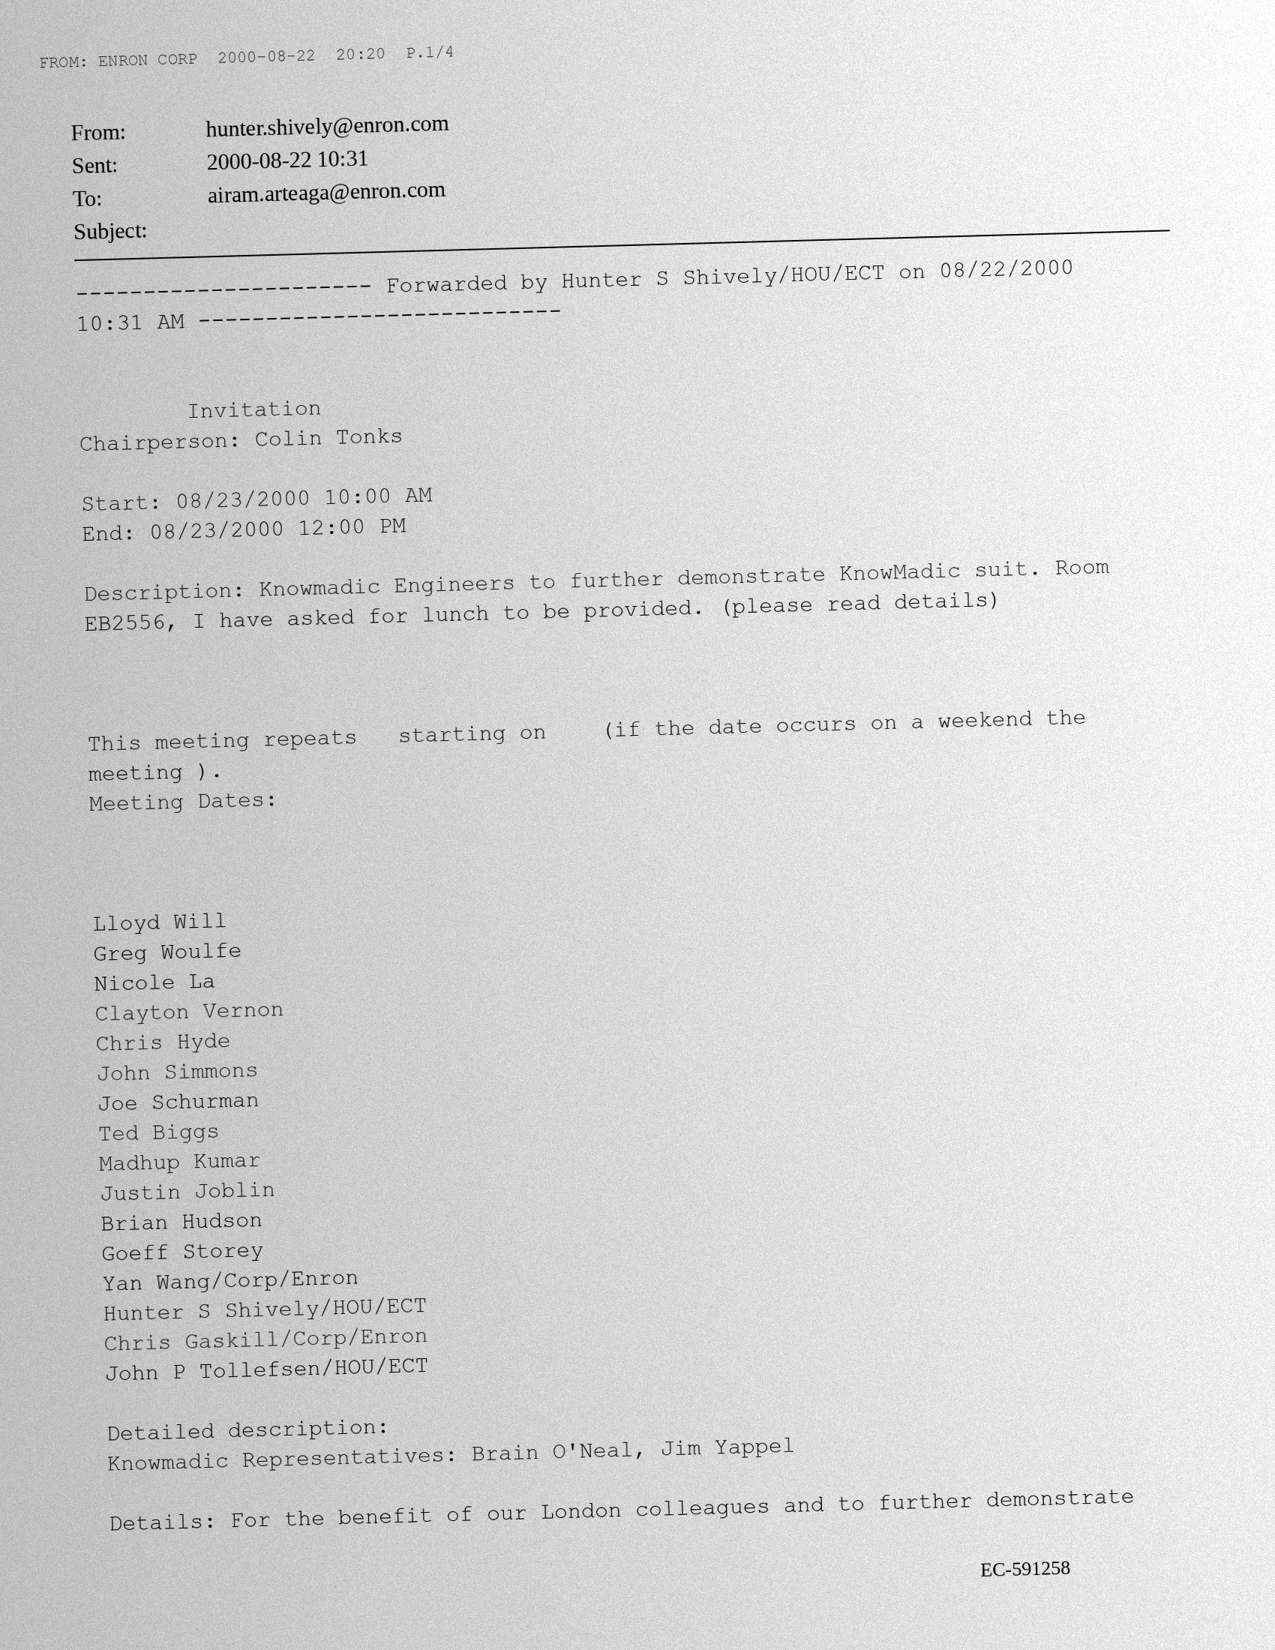 FROM: ENRON CORP  2000-08-22  20:20  P.1/4
From: hunter.shively@enron.com
Sent: 2000-08-22 10:31
To: airam.arteaga@enron.com
Subject:
---------------------- Forwarded by Hunter S Shively/HOU/ECT on 08/22/2000
10:31 AM ---------------------------
Invitation
Chairperson: Colin Tonks
Start: 08/23/2000 10:00 AM
End: 08/23/2000 12:00 PM
Description: Knowmadic Engineers to further demonstrate KnowMadic suit. Room
EB2556, I have asked for lunch to be provided. (please read details)
This meeting repeats   starting on    (if the date occurs on a weekend the
meeting ).
Meeting Dates:
Lloyd Will
Greg Woulfe
Nicole La
Clayton Vernon
Chris Hyde
John Simmons
Joe Schurman
Ted Biggs
Madhup Kumar
Justin Joblin
Brian Hudson
Goeff Storey
Yan Wang/Corp/Enron
Hunter S Shively/HOU/ECT
Chris Gaskill/Corp/Enron
John P Tollefsen/HOU/ECT
Detailed description:
Knowmadic Representatives: Brain O'Neal, Jim Yappel
Details: For the benefit of our London colleagues and to further demonstrate
EC-591258